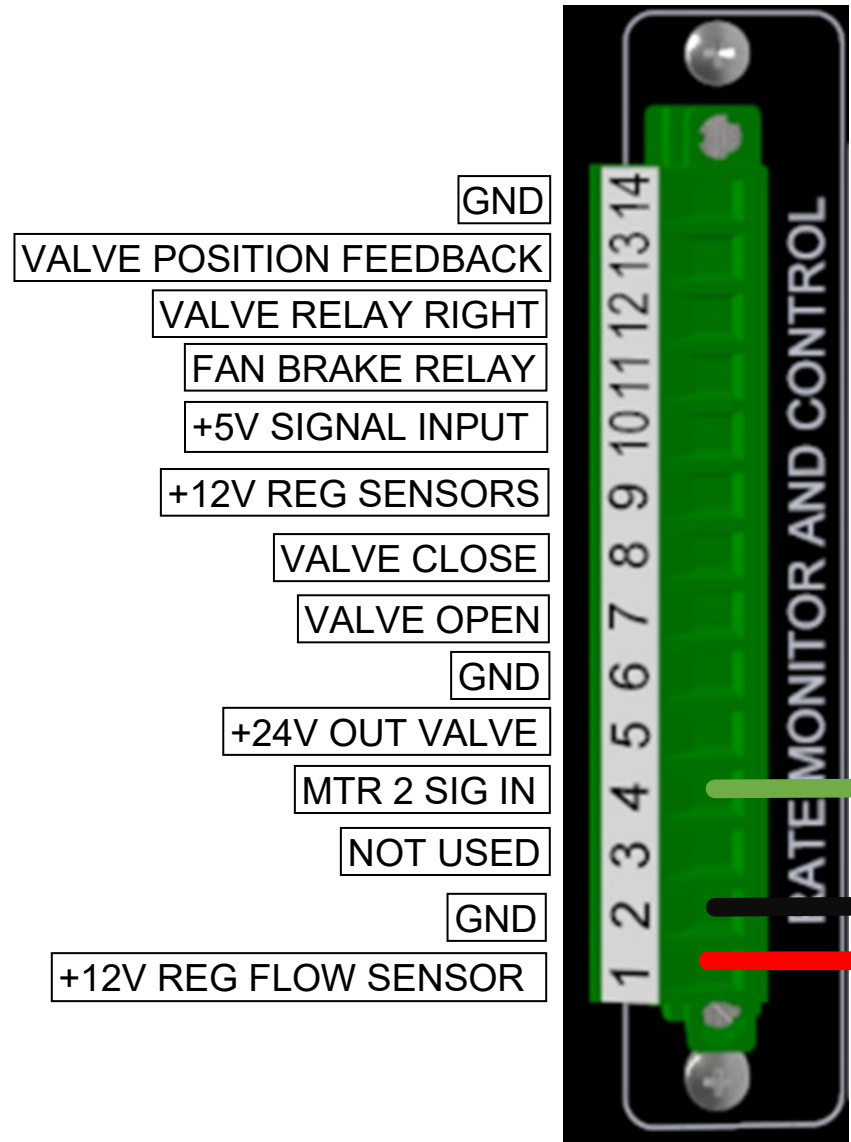 GND
VALVE POSITION FEEDBACK
VALVE RELAY RIGHT
FAN BRAKE RELAY
+5V SIGNAL INPUT
+12V REG SENSORS
VALVE CLOSE
VALVE OPEN
GND
+24V OUT VALVE
MTR 2 SIG IN
NOT USED
GND
+12V REG FLOW SENSOR
14
13
12
11
10
9
8
7
6
5
4
3
2
1
RATE MONITOR AND CONTROL